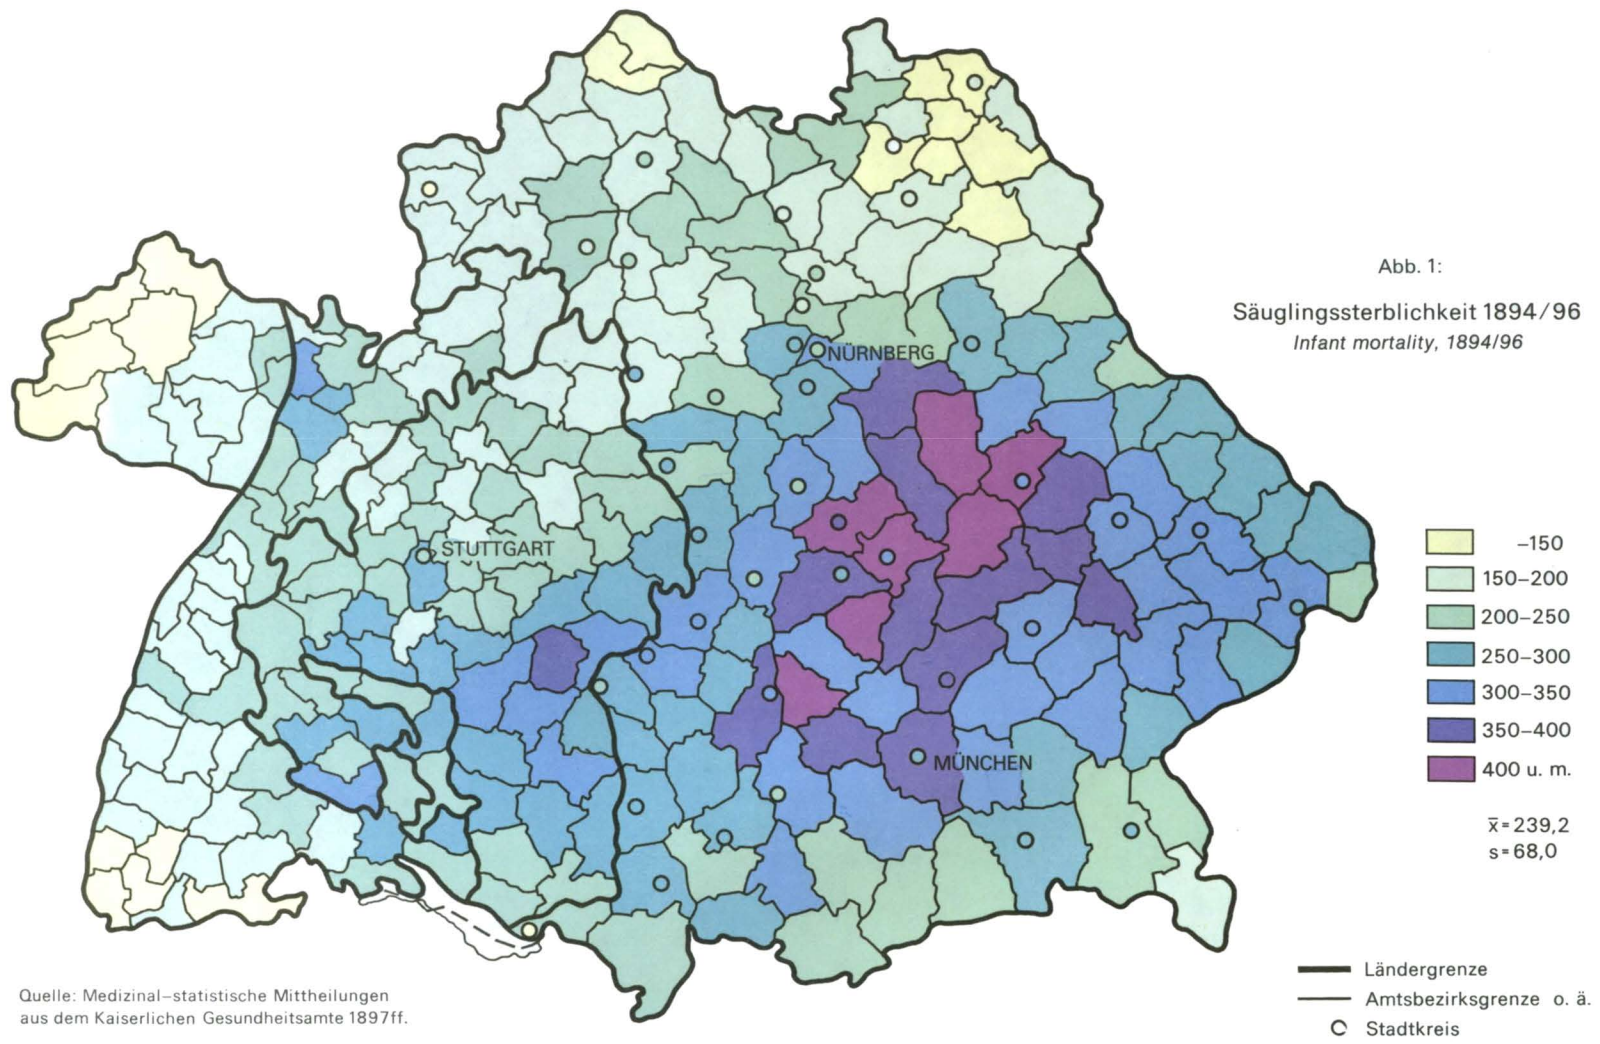 Abb. 1:
Säuglingssterblichkeit 1894/96
Infant mortality, 1894/96
NÜRNBERG
STUTTGART
MÜNCHEN
–150
150–200
200–250
250–300
300–350
350–400
400 u. m.
x̄ = 239,2
s = 68,0
Ländergrenze
Amtsbezirksgrenze o. ä.
Stadtkreis
Quelle: Medizinal–statistische Mittheilungen
aus dem Kaiserlichen Gesundheitsamte 1897ff.